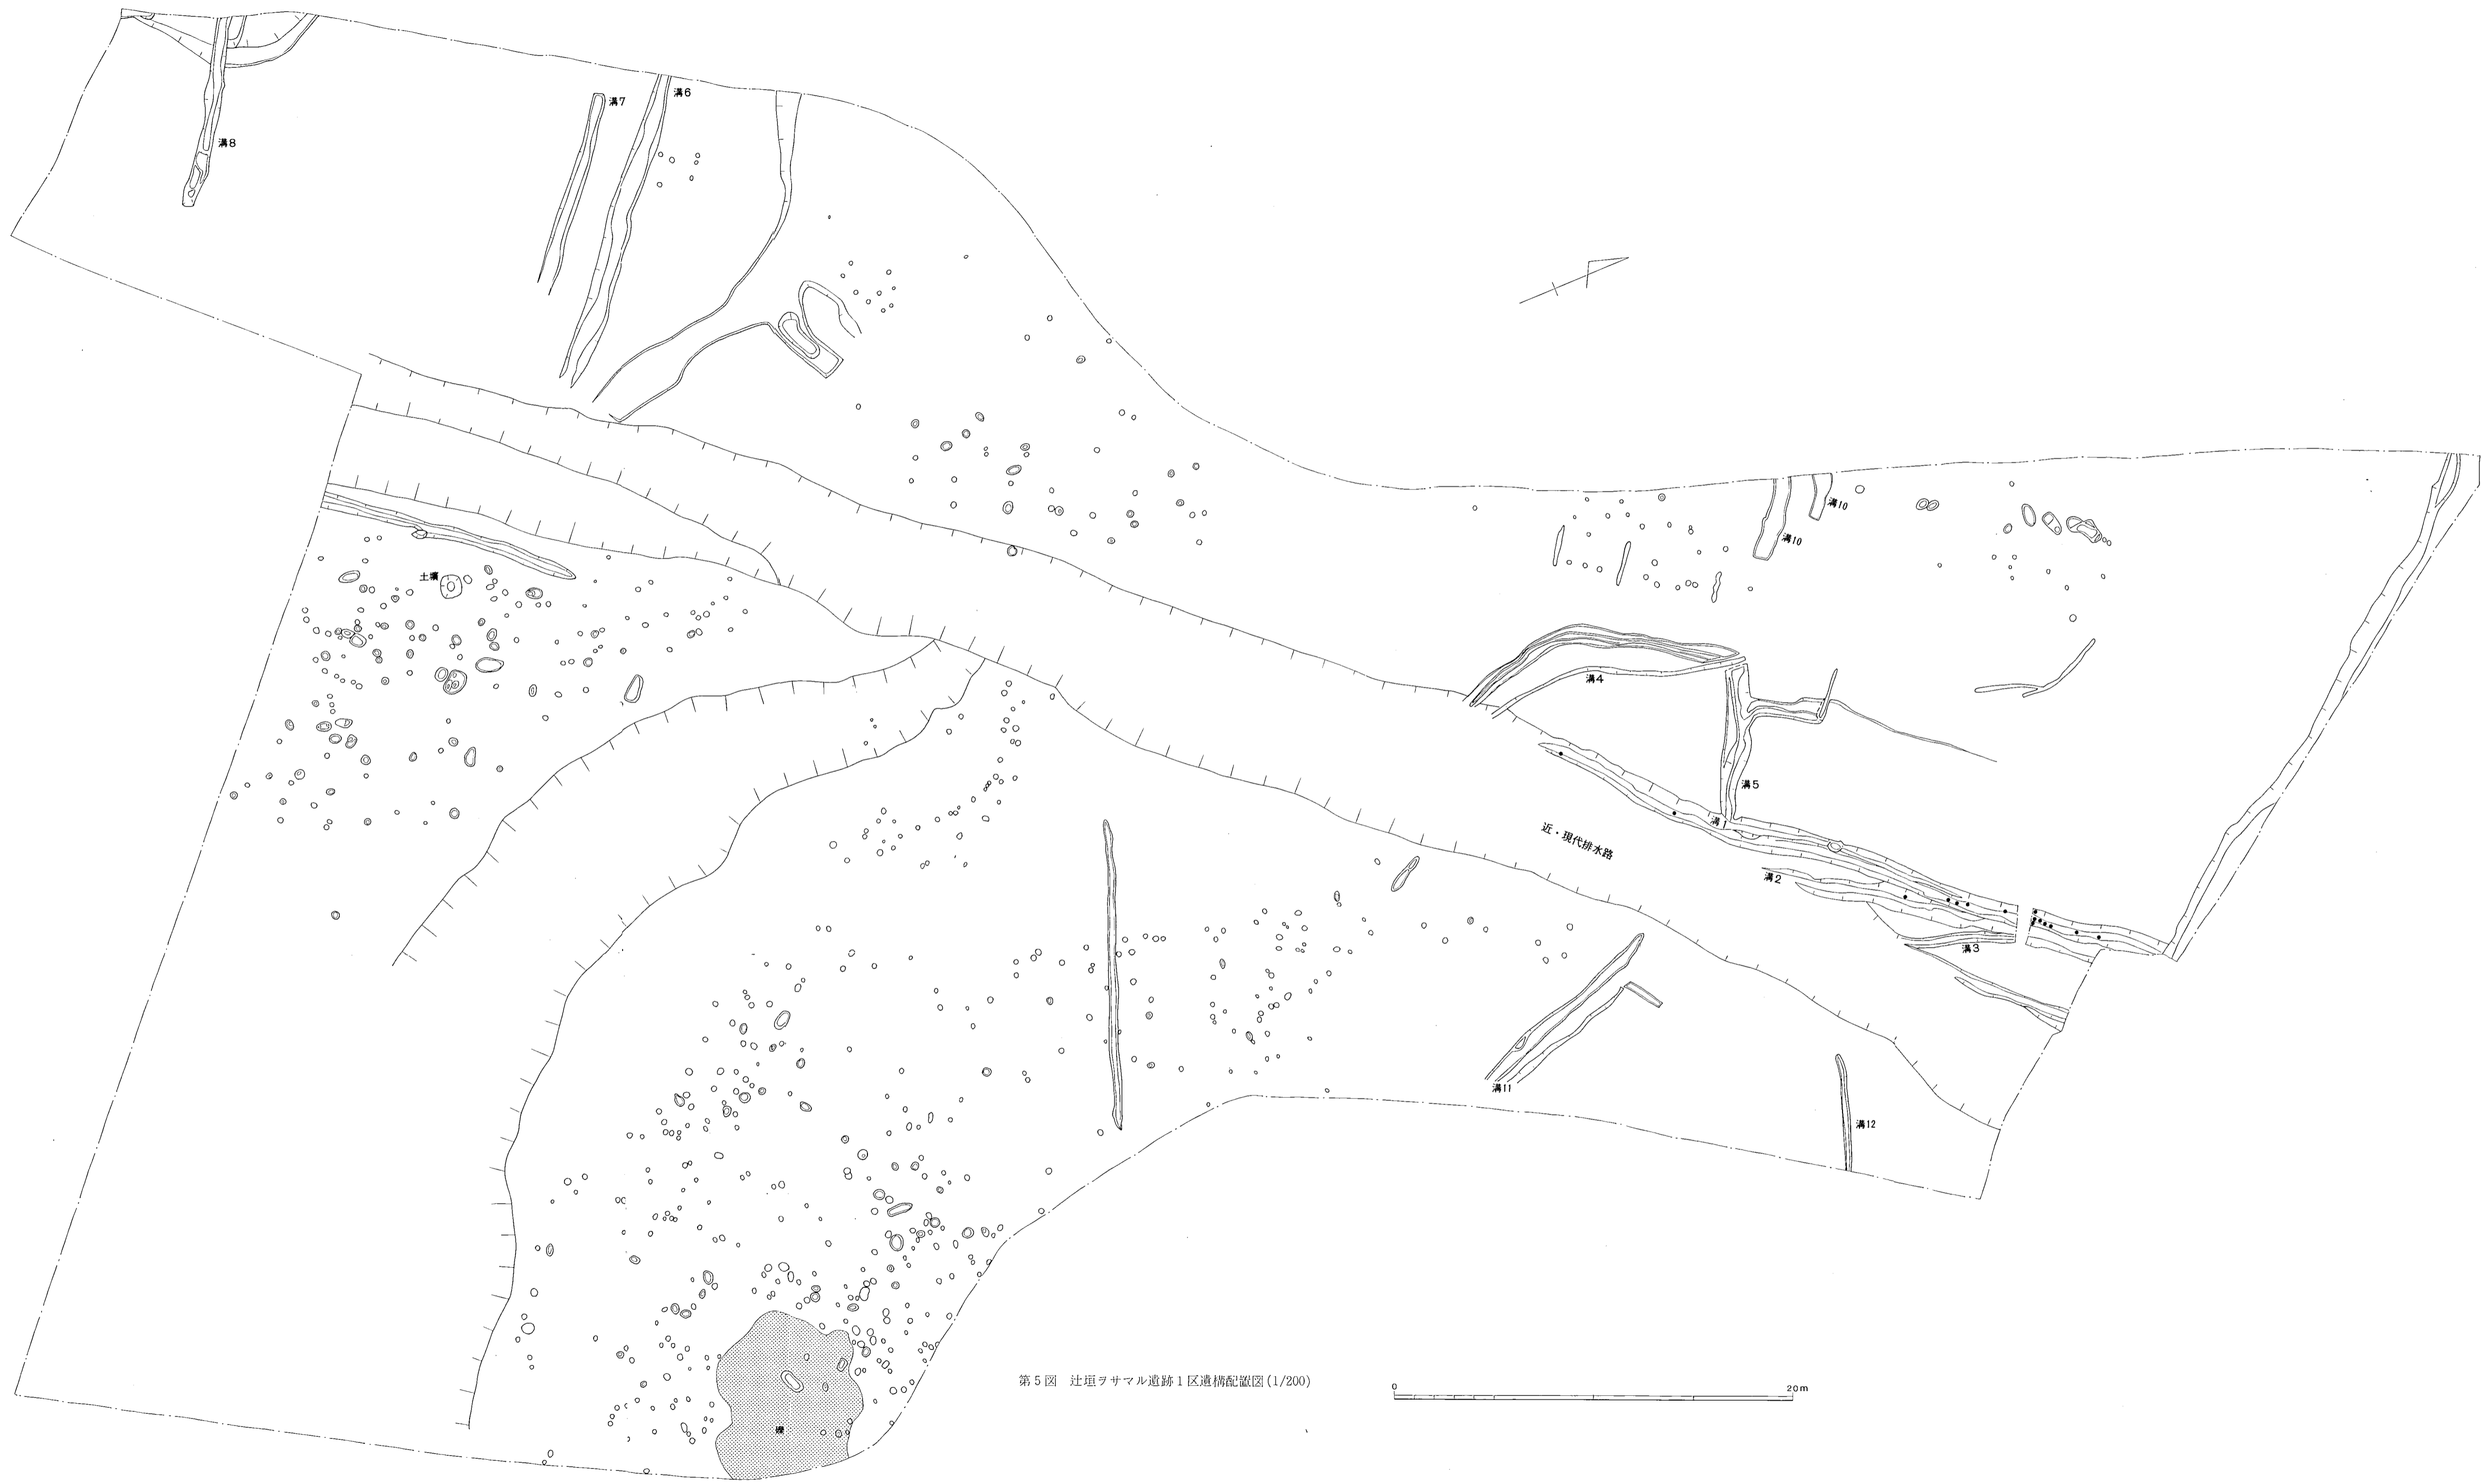 溝7
溝6
溝8
溝10
溝10
土壙
溝4
溝5
溝1
近・現代排水路
溝2
溝3
溝11
溝12
第5図 辻垣ヲサマル遺跡1区遺構配置図(1/200)
0 20m
礫